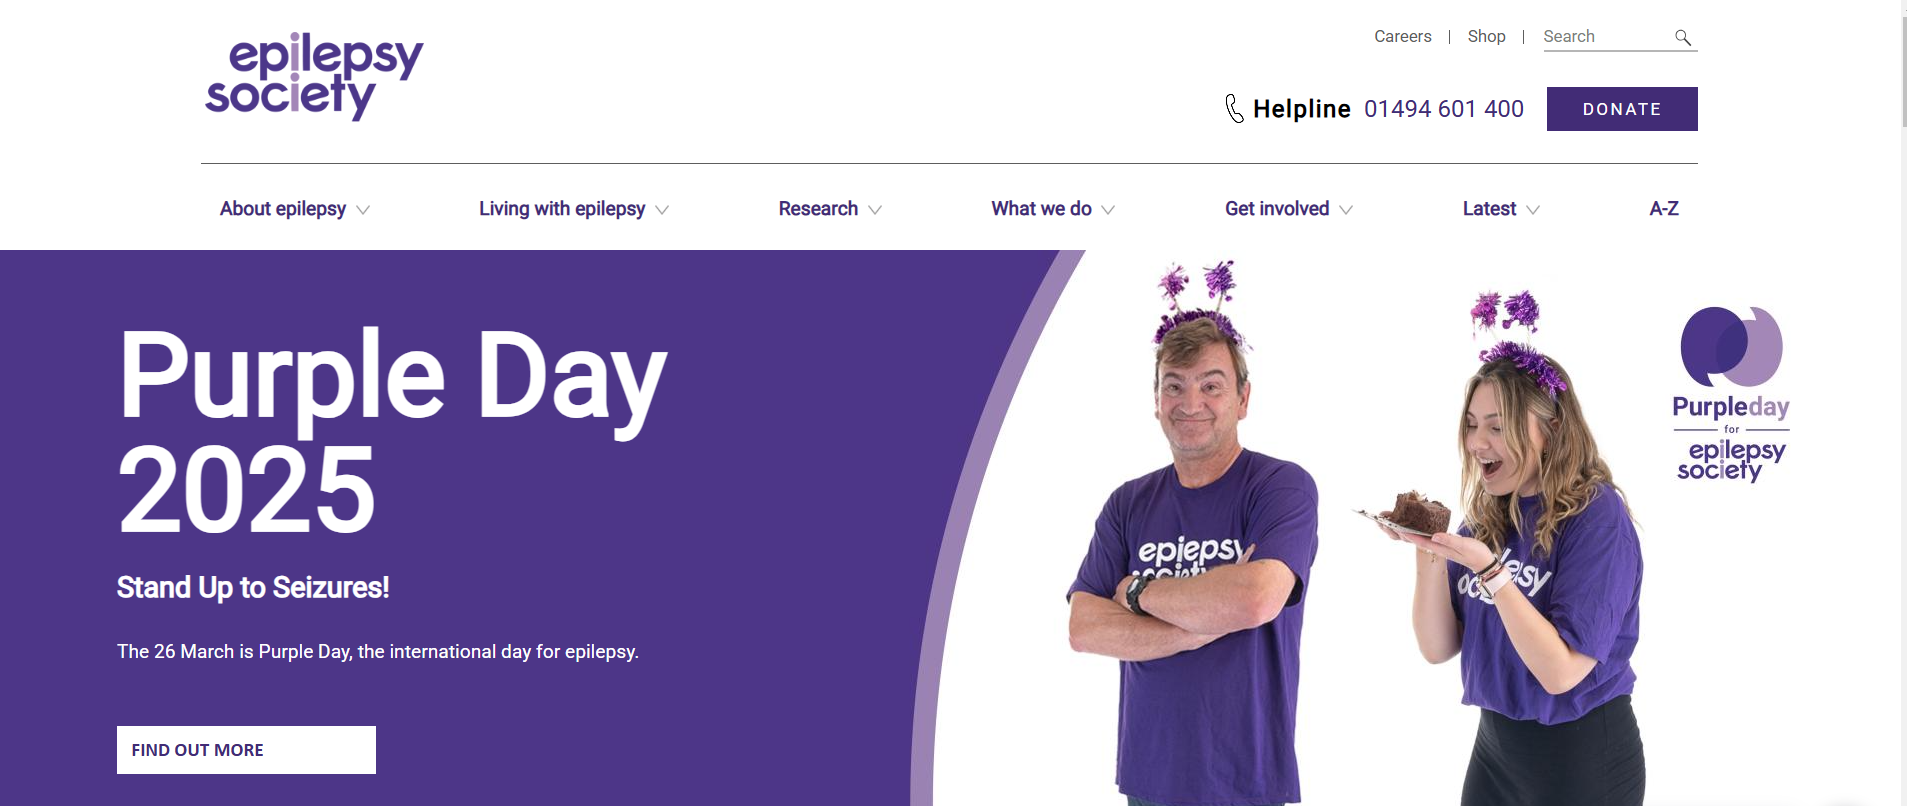 epilepsy
society
Careers | Shop | Search
Helpline 01494 601 400 DONATE
About epilepsy Living with epilepsy Research What we do Get involved Latest A-Z
Purple Day
2025
Stand Up to Seizures!
The 26 March is Purple Day, the international day for epilepsy.
FIND OUT MORE
epilepsy
society
Purpleday
for
epilepsy
society